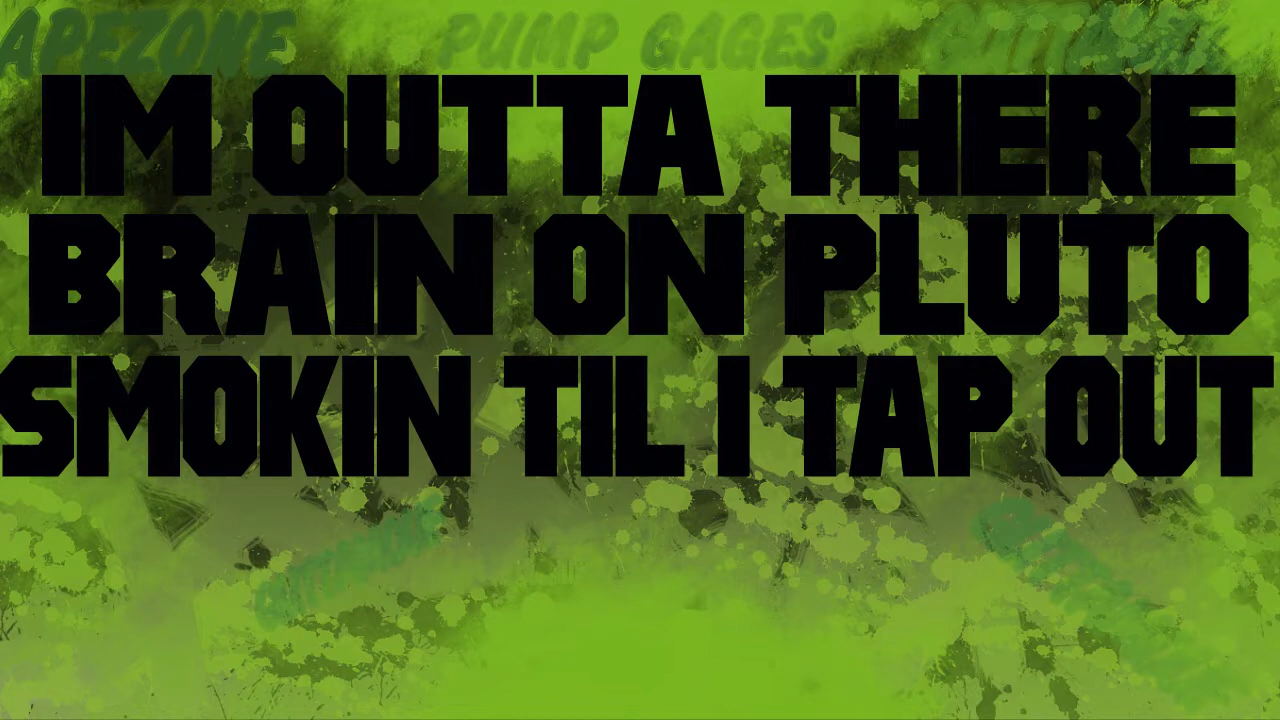 APEZONE PUMP GAGES
IM OUTTA THERE
BRAIN ON PLUTO
SMOKIN TIL I TAP OUT